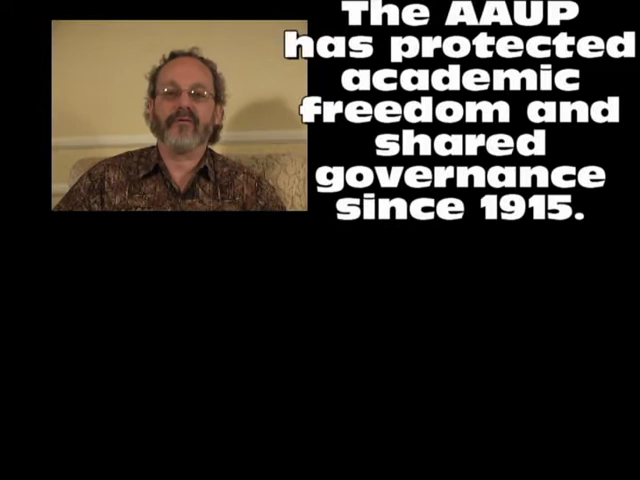 The AAUP
has protected
academic
freedom and
shared
governance
since 1915.